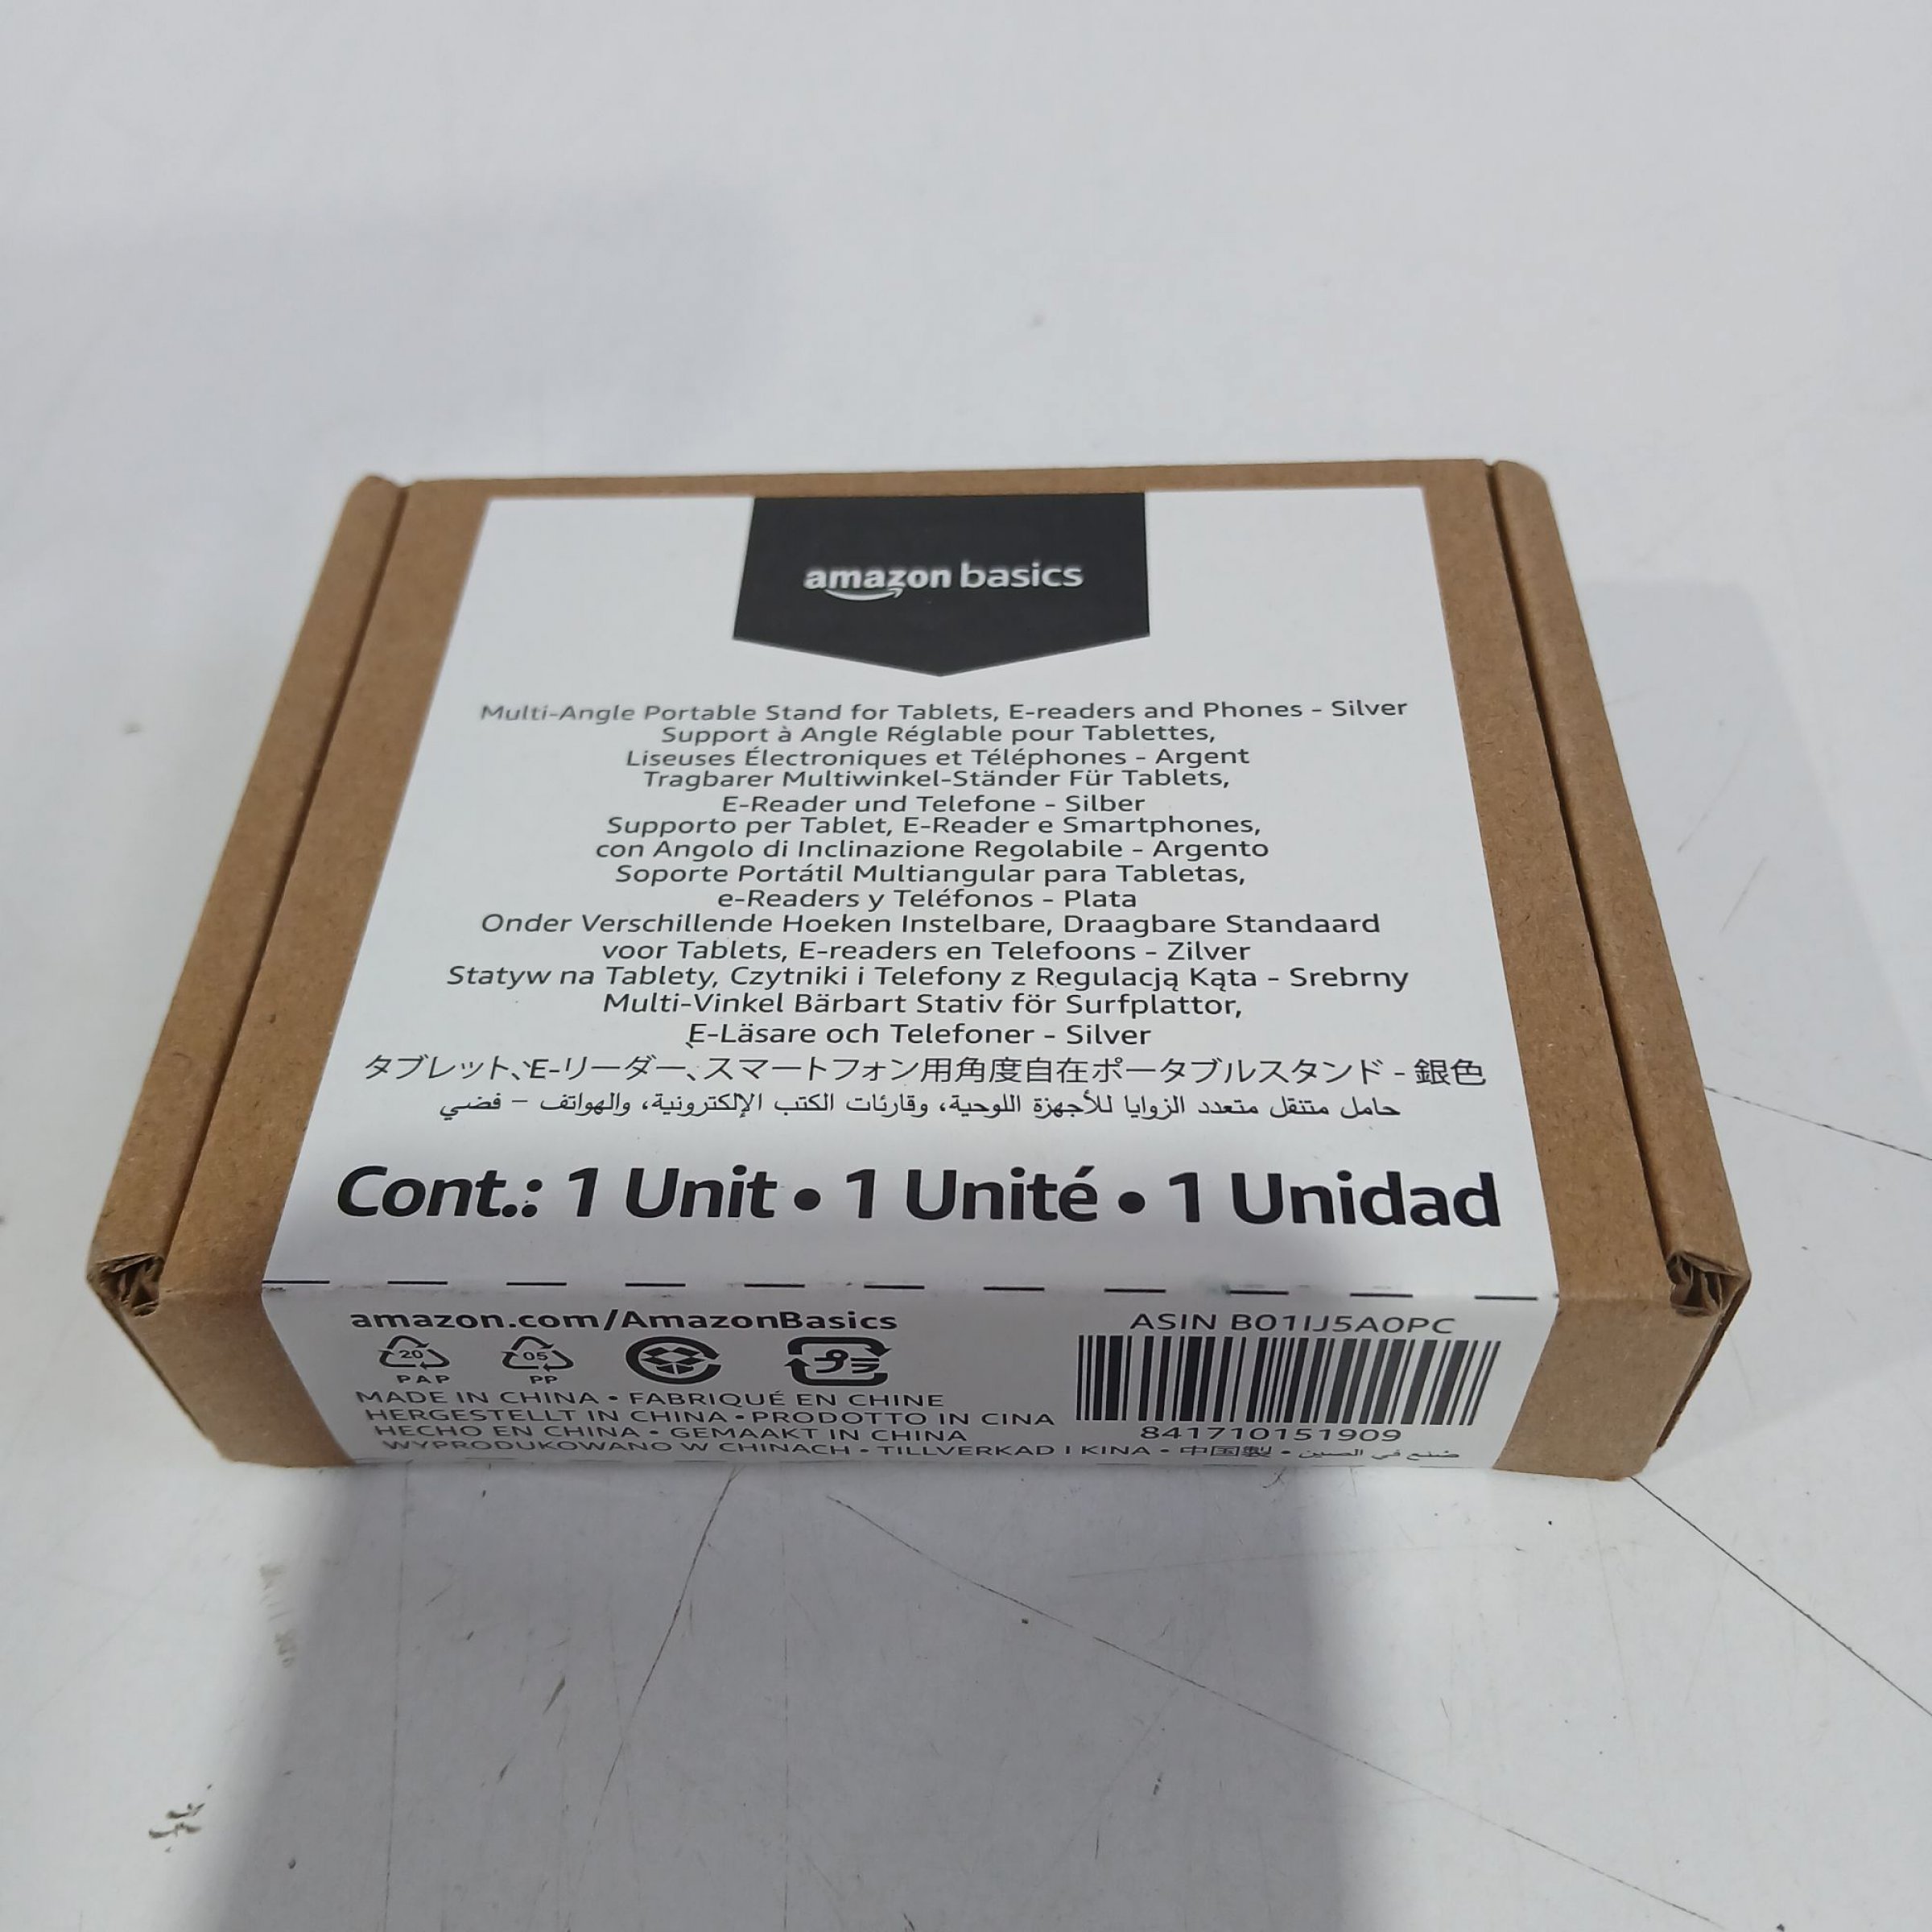 amazon basics
Multi-Angle Portable Stand for Tablets, E-readers and Phones - Silver
Support à Angle Réglable pour Tablettes,
Liseuses Électroniques et Téléphones - Argent
Tragbarer Multiwinkel-Ständer Für Tablets,
E-Reader und Telefone - Silber
Supporto per Tablet, E-Reader e Smartphones,
con Angolo di Inclinazione Regolabile - Argento
Soporte Portátil Multiangular para Tabletas,
e-Readers y Teléfonos - Plata
Onder Verschillende Hoeken Instelbare, Draagbare Standaard
voor Tablets, E-readers en Telefoons - Zilver
Statyw na Tablety, Czytniki i Telefony z Regulacją Kąta - Srebrny
Multi-Vinkel Bärbart Stativ för Surfplattor,
E-Läsare och Telefoner - Silver
タブレット、E-リーダー、スマートフォン用角度自在ポータブルスタンド - 銀色
حامل متنقل متعدد الزوايا للأجهزة اللوحية، وقارئات الكتب الإلكترونية، والهواتف – فضي
Cont.: 1 Unit • 1 Unité • 1 Unidad
amazon.com/AmazonBasics
20 05 プラ
PAP PP
MADE IN CHINA • FABRIQUÉ EN CHINE
HERGESTELLT IN CHINA • PRODOTTO IN CINA
HECHO EN CHINA • GEMAAKT IN CHINA
WYPRODUKOWANO W CHINACH • TILLVERKAD I KINA • 中国製 • صنع في الصين
ASIN B01IJ5A0PC
841710151909